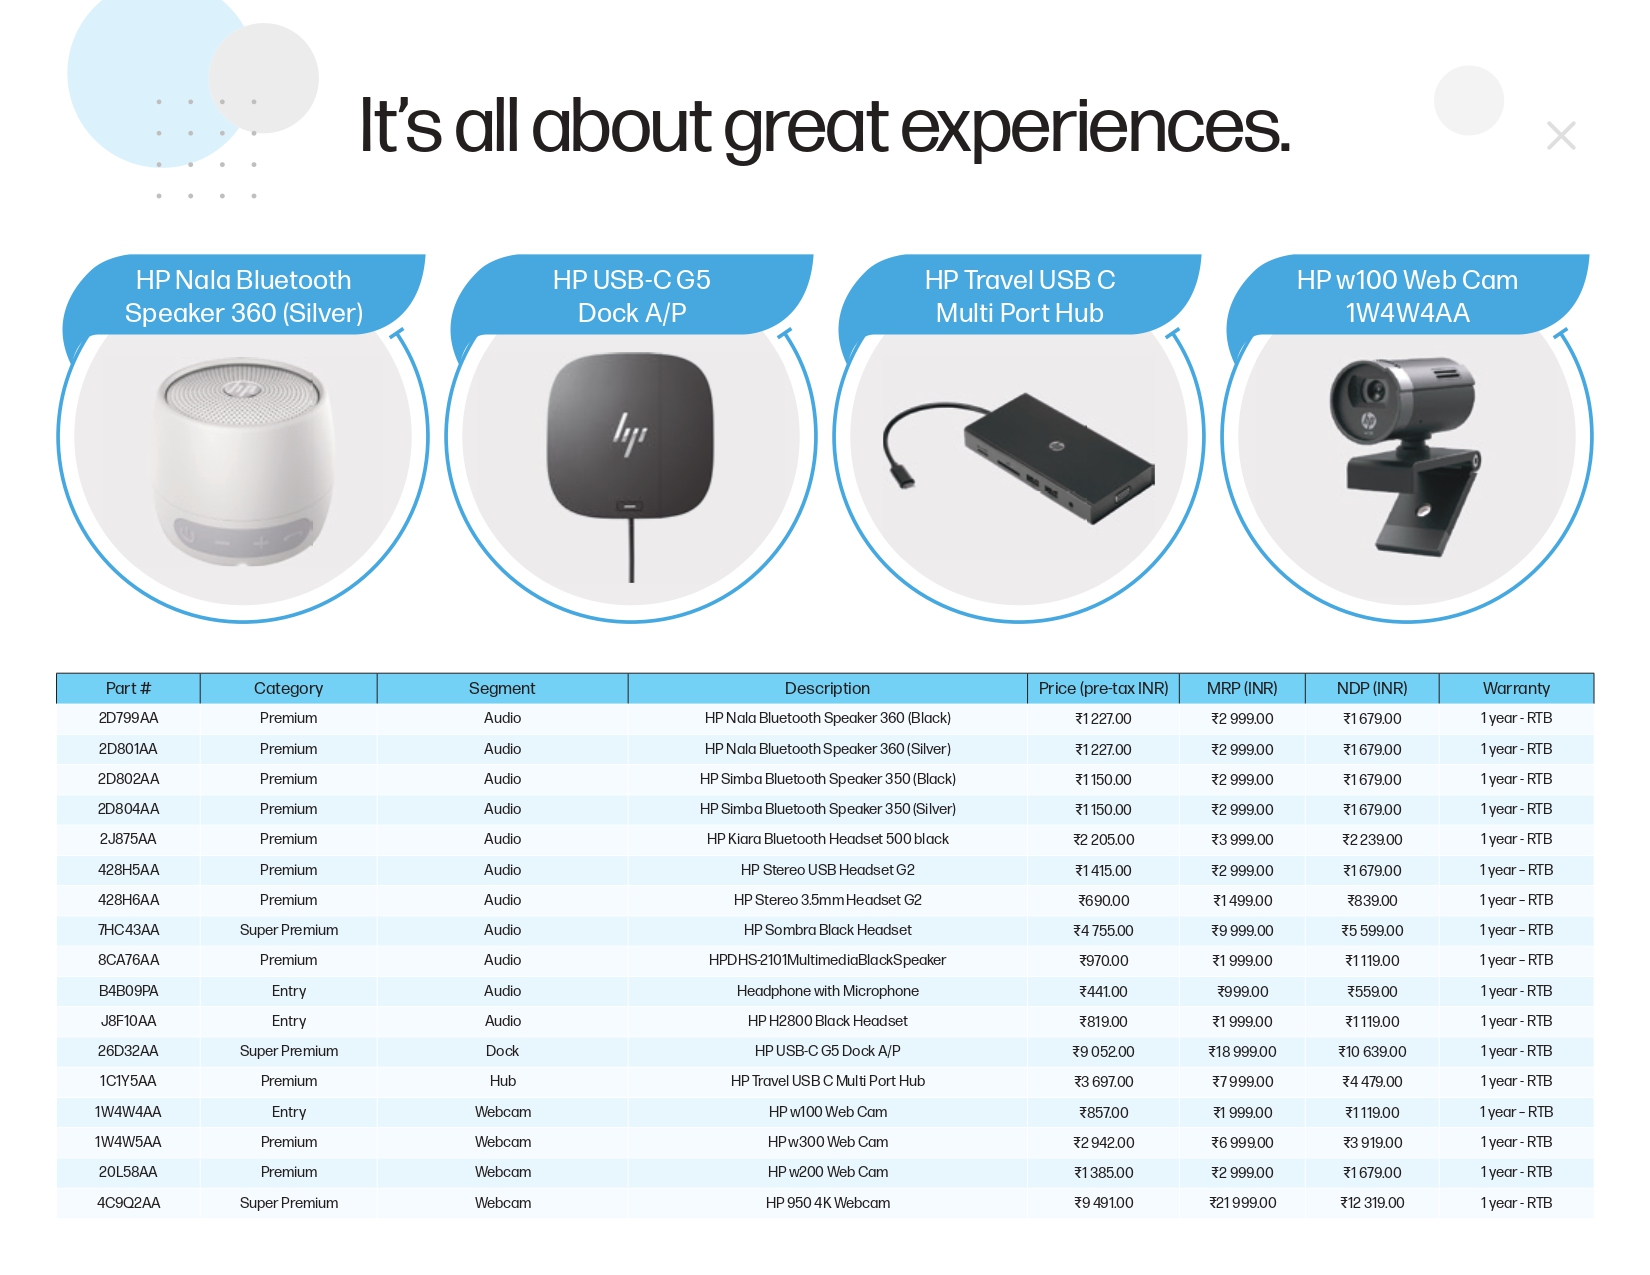 It's all about great experiences.
HP Nala Bluetooth
Speaker 360 (Silver)
HP USB-C G5
Dock A/P
HP Travel USB C
Multi Port Hub
HP w100 Web Cam
1W4W4AA
hp
hp
hp
hp
Part # Category Segment Description Price (pre-tax INR) MRP (INR) NDP (INR) Warranty
2D799AA Premium Audio HP Nala Bluetooth Speaker 360 (Black) ₹1 227.00 ₹2 999.00 ₹1 679.00 1 year - RTB
2D801AA Premium Audio HP Nala Bluetooth Speaker 360 (Silver) ₹1 227.00 ₹2 999.00 ₹1 679.00 1 year - RTB
2D802AA Premium Audio HP Simba Bluetooth Speaker 350 (Black) ₹1 150.00 ₹2 999.00 ₹1 679.00 1 year - RTB
2D804AA Premium Audio HP Simba Bluetooth Speaker 350 (Silver) ₹1 150.00 ₹2 999.00 ₹1 679.00 1 year - RTB
2J875AA Premium Audio HP Kiara Bluetooth Headset 500 black ₹2 205.00 ₹3 999.00 ₹2 239.00 1 year - RTB
428H5AA Premium Audio HP Stereo USB Headset G2 ₹1 415.00 ₹2 999.00 ₹1 679.00 1 year – RTB
428H6AA Premium Audio HP Stereo 3.5mm Headset G2 ₹690.00 ₹1 499.00 ₹839.00 1 year – RTB
7HC43AA Super Premium Audio HP Sombra Black Headset ₹4 755.00 ₹9 999.00 ₹5 599.00 1 year – RTB
8CA76AA Premium Audio HPDHS-2101MultimediaBlackSpeaker ₹970.00 ₹1 999.00 ₹1 119.00 1 year – RTB
B4B09PA Entry Audio Headphone with Microphone ₹441.00 ₹999.00 ₹559.00 1 year - RTB
J8F10AA Entry Audio HP H2800 Black Headset ₹819.00 ₹1 999.00 ₹1 119.00 1 year - RTB
26D32AA Super Premium Dock HP USB-C G5 Dock A/P ₹9 052.00 ₹18 999.00 ₹10 639.00 1 year - RTB
1C1Y5AA Premium Hub HP Travel USB C Multi Port Hub ₹3 697.00 ₹7 999.00 ₹4 479.00 1 year - RTB
1W4W4AA Entry Webcam HP w100 Web Cam ₹857.00 ₹1 999.00 ₹1 119.00 1 year – RTB
1W4W5AA Premium Webcam HP w300 Web Cam ₹2 942.00 ₹6 999.00 ₹3 919.00 1 year - RTB
20L58AA Premium Webcam HP w200 Web Cam ₹1 385.00 ₹2 999.00 ₹1 679.00 1 year - RTB
4C9Q2AA Super Premium Webcam HP 950 4K Webcam ₹9 491.00 ₹21 999.00 ₹12 319.00 1 year - RTB